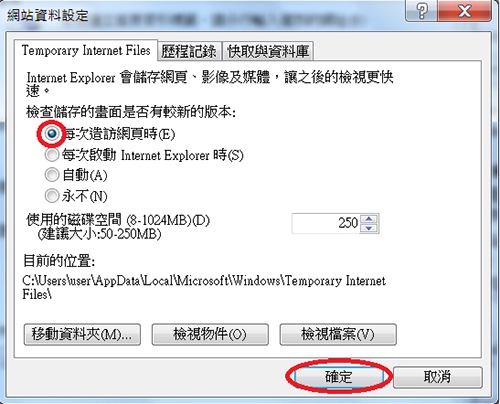 網站資料設定
Temporary Internet Files 歷程記錄 快取與資料庫
Internet Explorer 會儲存網頁、影像及媒體，讓之後的檢視更快
速。
檢查儲存的畫面是否有較新的版本:
每次造訪網頁時(E)
每次啟動 Internet Explorer 時(S)
自動(A)
永不(N)
使用的磁碟空間 (8-1024MB)(D) 250
(建議大小:50-250MB)
目前的位置:
C:\Users\user\AppData\Local\Microsoft\Windows\Temporary Internet
Files\
移動資料夾(M)... 檢視物件(O) 檢視檔案(V)
確定 取消